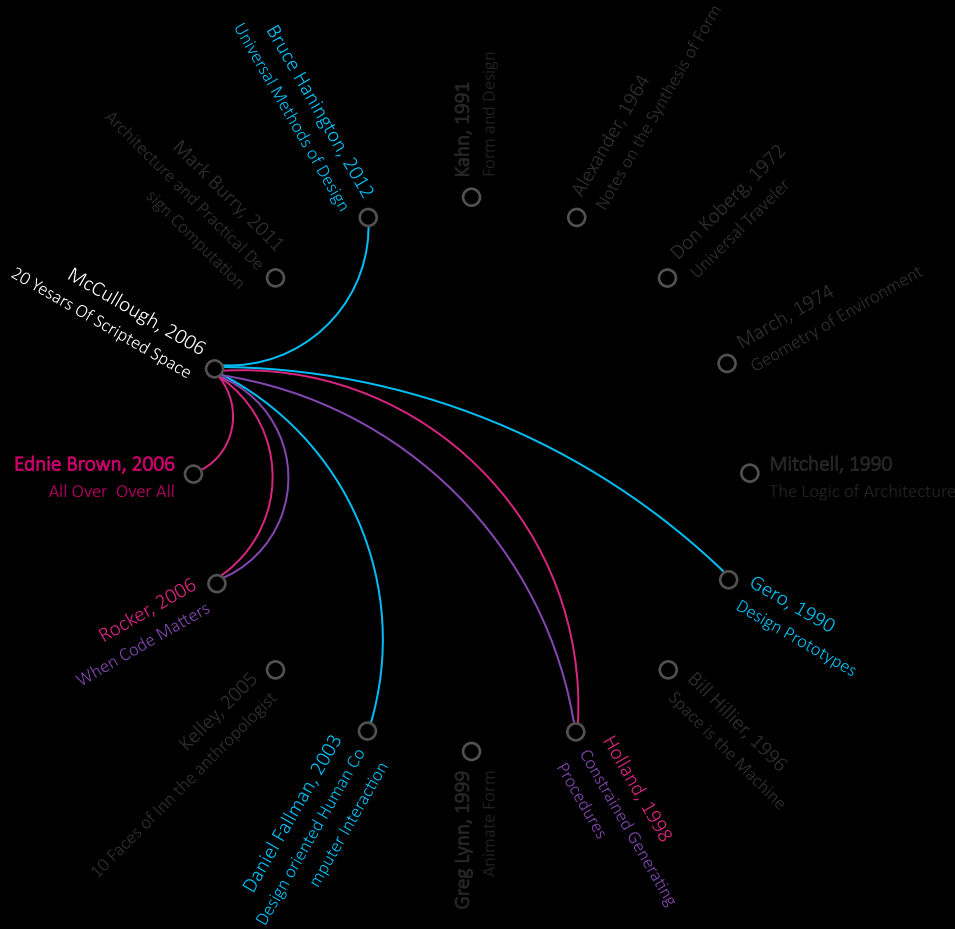 Kahn, 1991
Form and Design
Alexander, 1964
Notes on the Synthesis of Form
Don Koberg, 1972
Universal Traveler
March, 1974
Geometry of Environment
Mitchell, 1990
The Logic of Architecture
Gero, 1990
Design Prototypes
Bill Hillier, 1996
Space is the Machine
Holland, 1998
Constrained Generating
Procedures
Greg Lynn, 1999
Animate Form
Daniel Fallman, 2003
Design oriented Human Co
mputer Interaction
Kelley, 2005
10 Faces of Inn the anthropologist
Rocker, 2006
When Code Matters
Ednie Brown, 2006
All Over  Over All
McCullough, 2006
20 Yesars Of Scripted Space
Mark Burry, 2011
Architecture and Practical De
sign Computation
Bruce Hanington, 2012
Universal Methods of Design